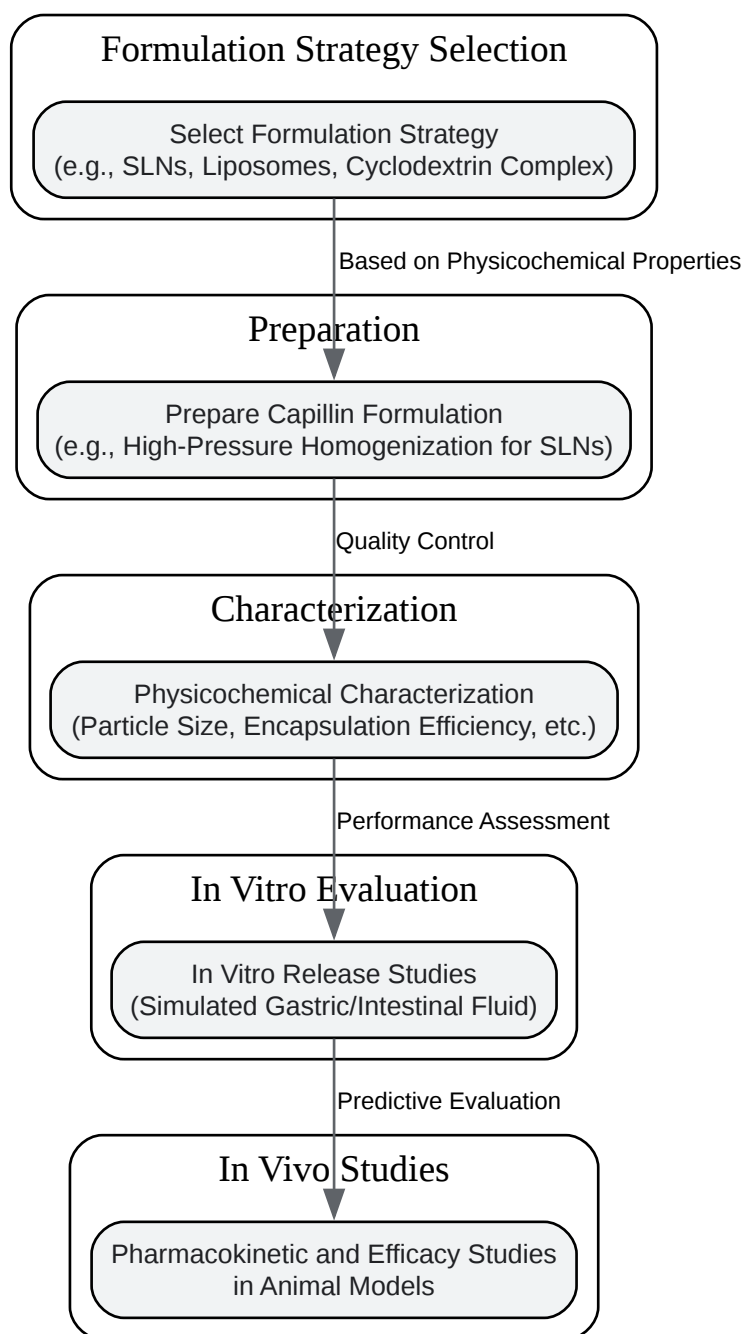 Formulation Strategy Selection
Select Formulation Strategy
(e.g., SLNs, Liposomes, Cyclodextrin Complex)
Based on Physicochemical Properties
Preparation
Prepare Capillin Formulation
(e.g., High-Pressure Homogenization for SLNs)
Quality Control
Characterization
Physicochemical Characterization
(Particle Size, Encapsulation Efficiency, etc.)
Performance Assessment
In Vitro Evaluation
In Vitro Release Studies
(Simulated Gastric/Intestinal Fluid)
Predictive Evaluation
In Vivo Studies
Pharmacokinetic and Efficacy Studies
in Animal Models